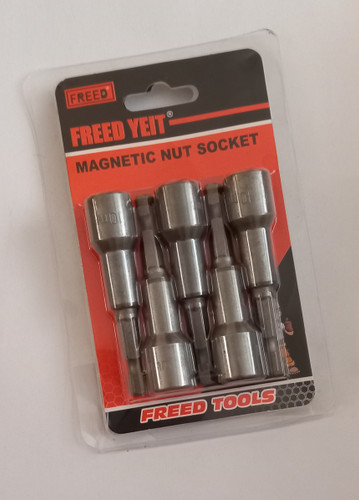 FREED
FREED YEIT®
MAGNETIC NUT SOCKET
FREED TOOLS